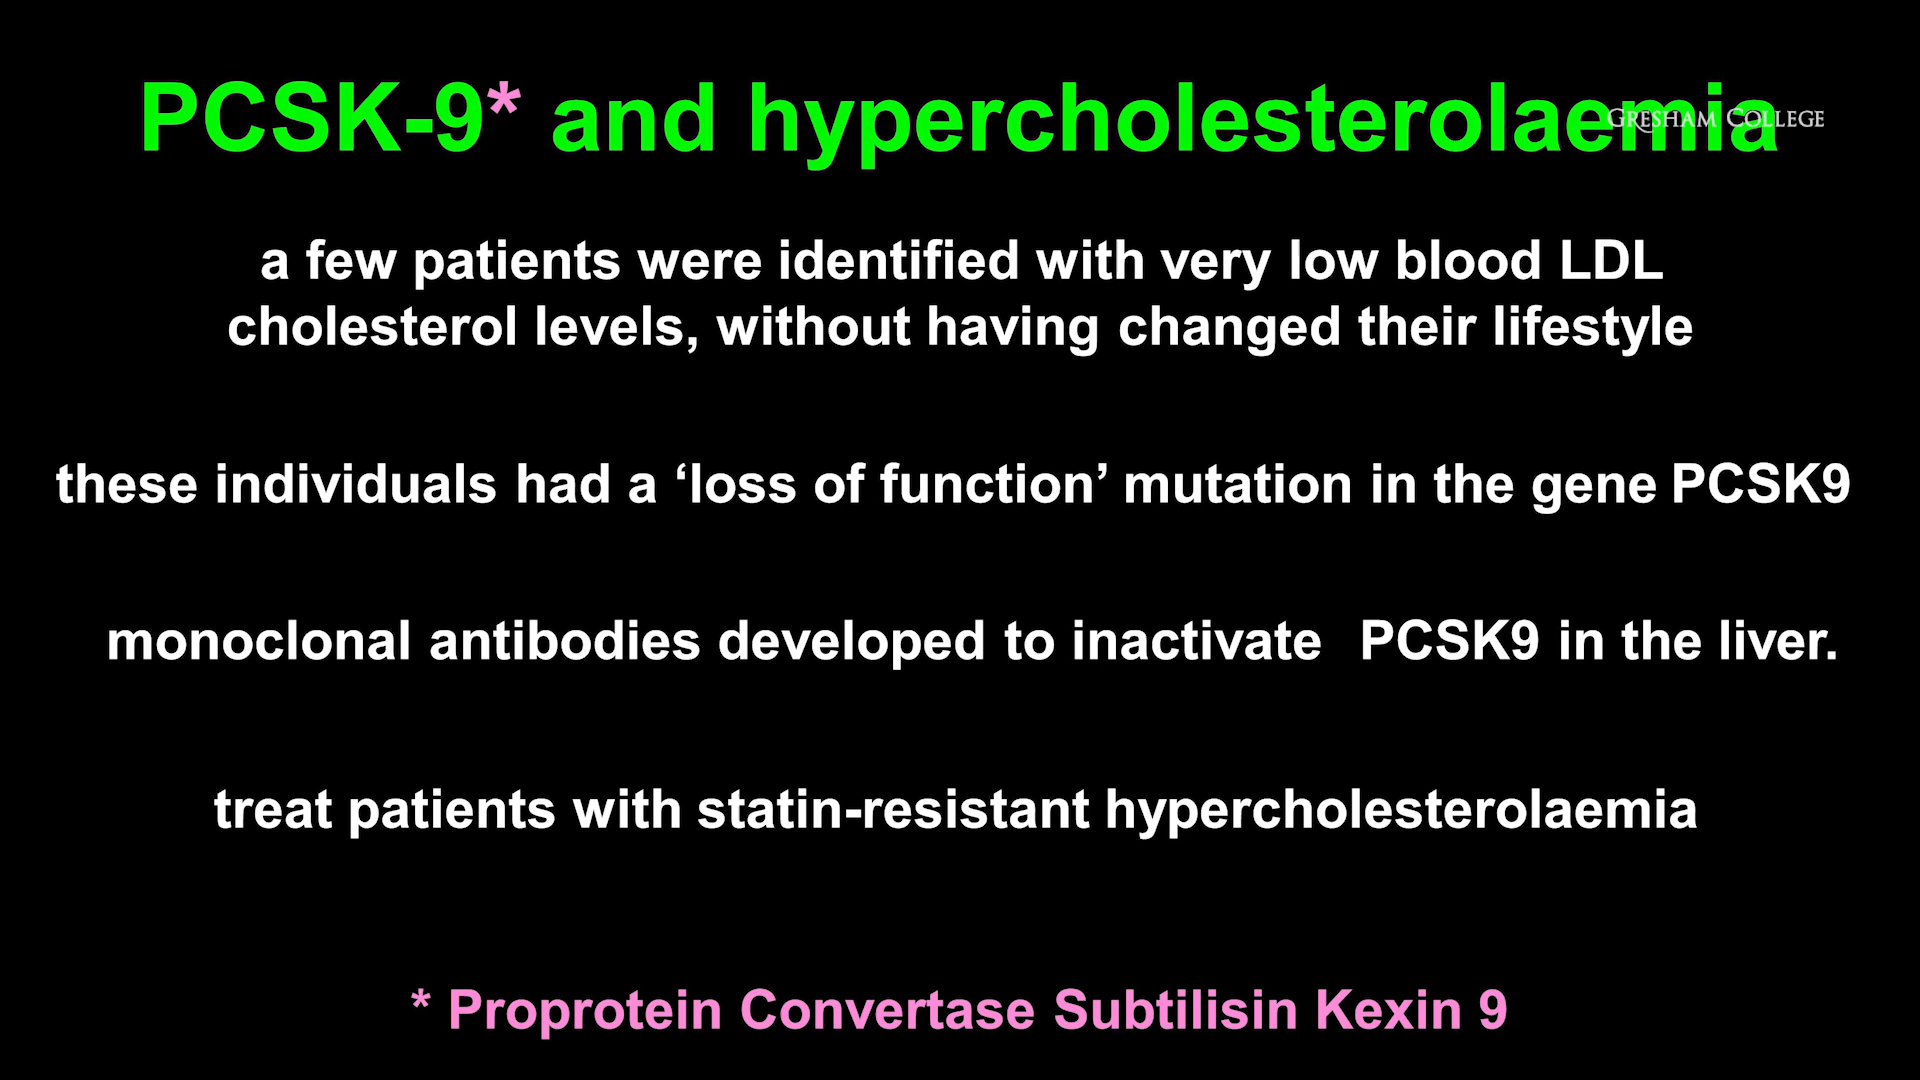 PCSK-9* and hypercholesterolaemia
GRESHAM COLLEGE
a few patients were identified with very low blood LDL
cholesterol levels, without having changed their lifestyle
these individuals had a ‘loss of function’ mutation in the gene PCSK9
monoclonal antibodies developed to inactivate PCSK9 in the liver.
treat patients with statin-resistant hypercholesterolaemia
* Proprotein Convertase Subtilisin Kexin 9